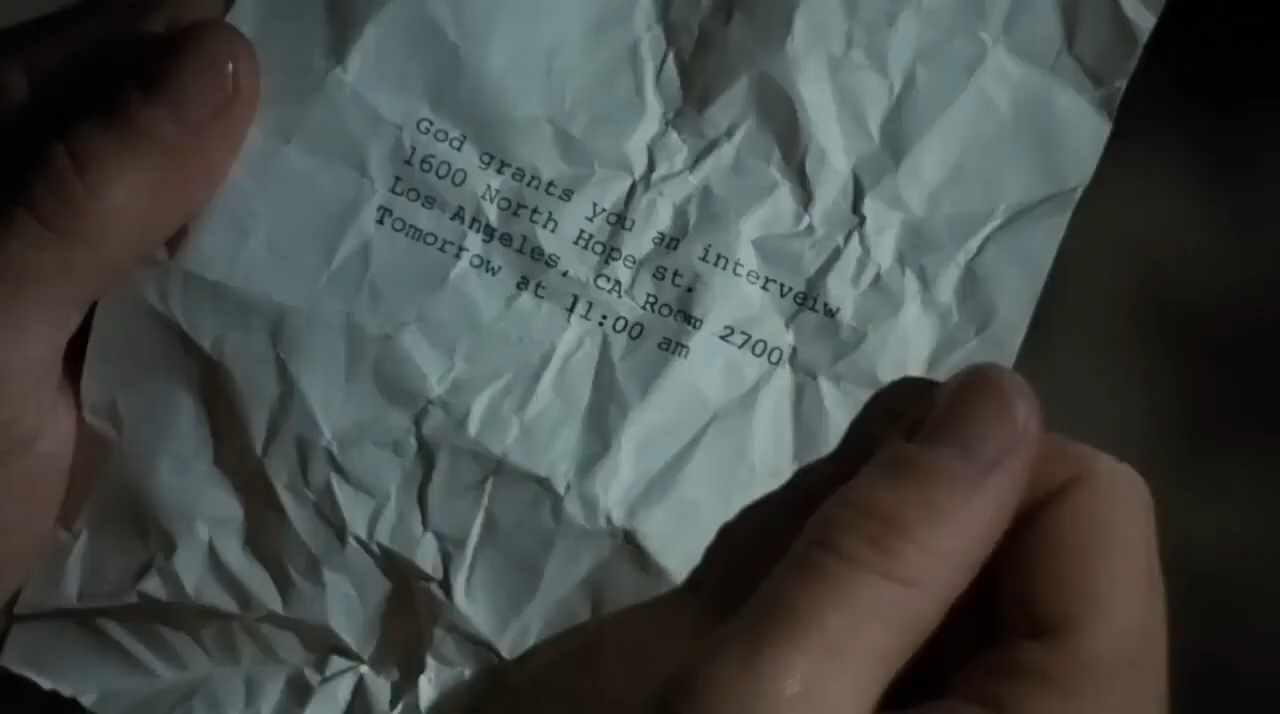 God grants you an interveiw
1600 North Hope st.
Los Angeles, CA Room 2700
Tomorrow at 11:00 am